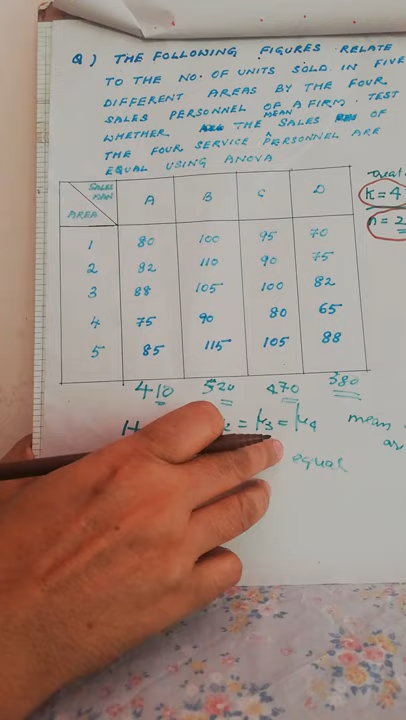 Q) THE FOLLOWING FIGURES RELATE
TO THE NO. OF UNITS SOLD IN FIVE
DIFFERENT AREAS BY THE FOUR
SALES PERSONNEL OF A FIRM. TEST
WHETHER THE MEAN SALES OF
THE FOUR SERVICE PERSONNEL ARE
EQUAL USING ANOVA
SALES MAN
AREA A B C D
1 80 100 95 70
2 82 110 90 75
3 88 105 100 82
4 75 90 80 65
5 85 115 105 88
410 520 470 380
K = 4
n = 2
H = μ3 = μ4 mean
equal